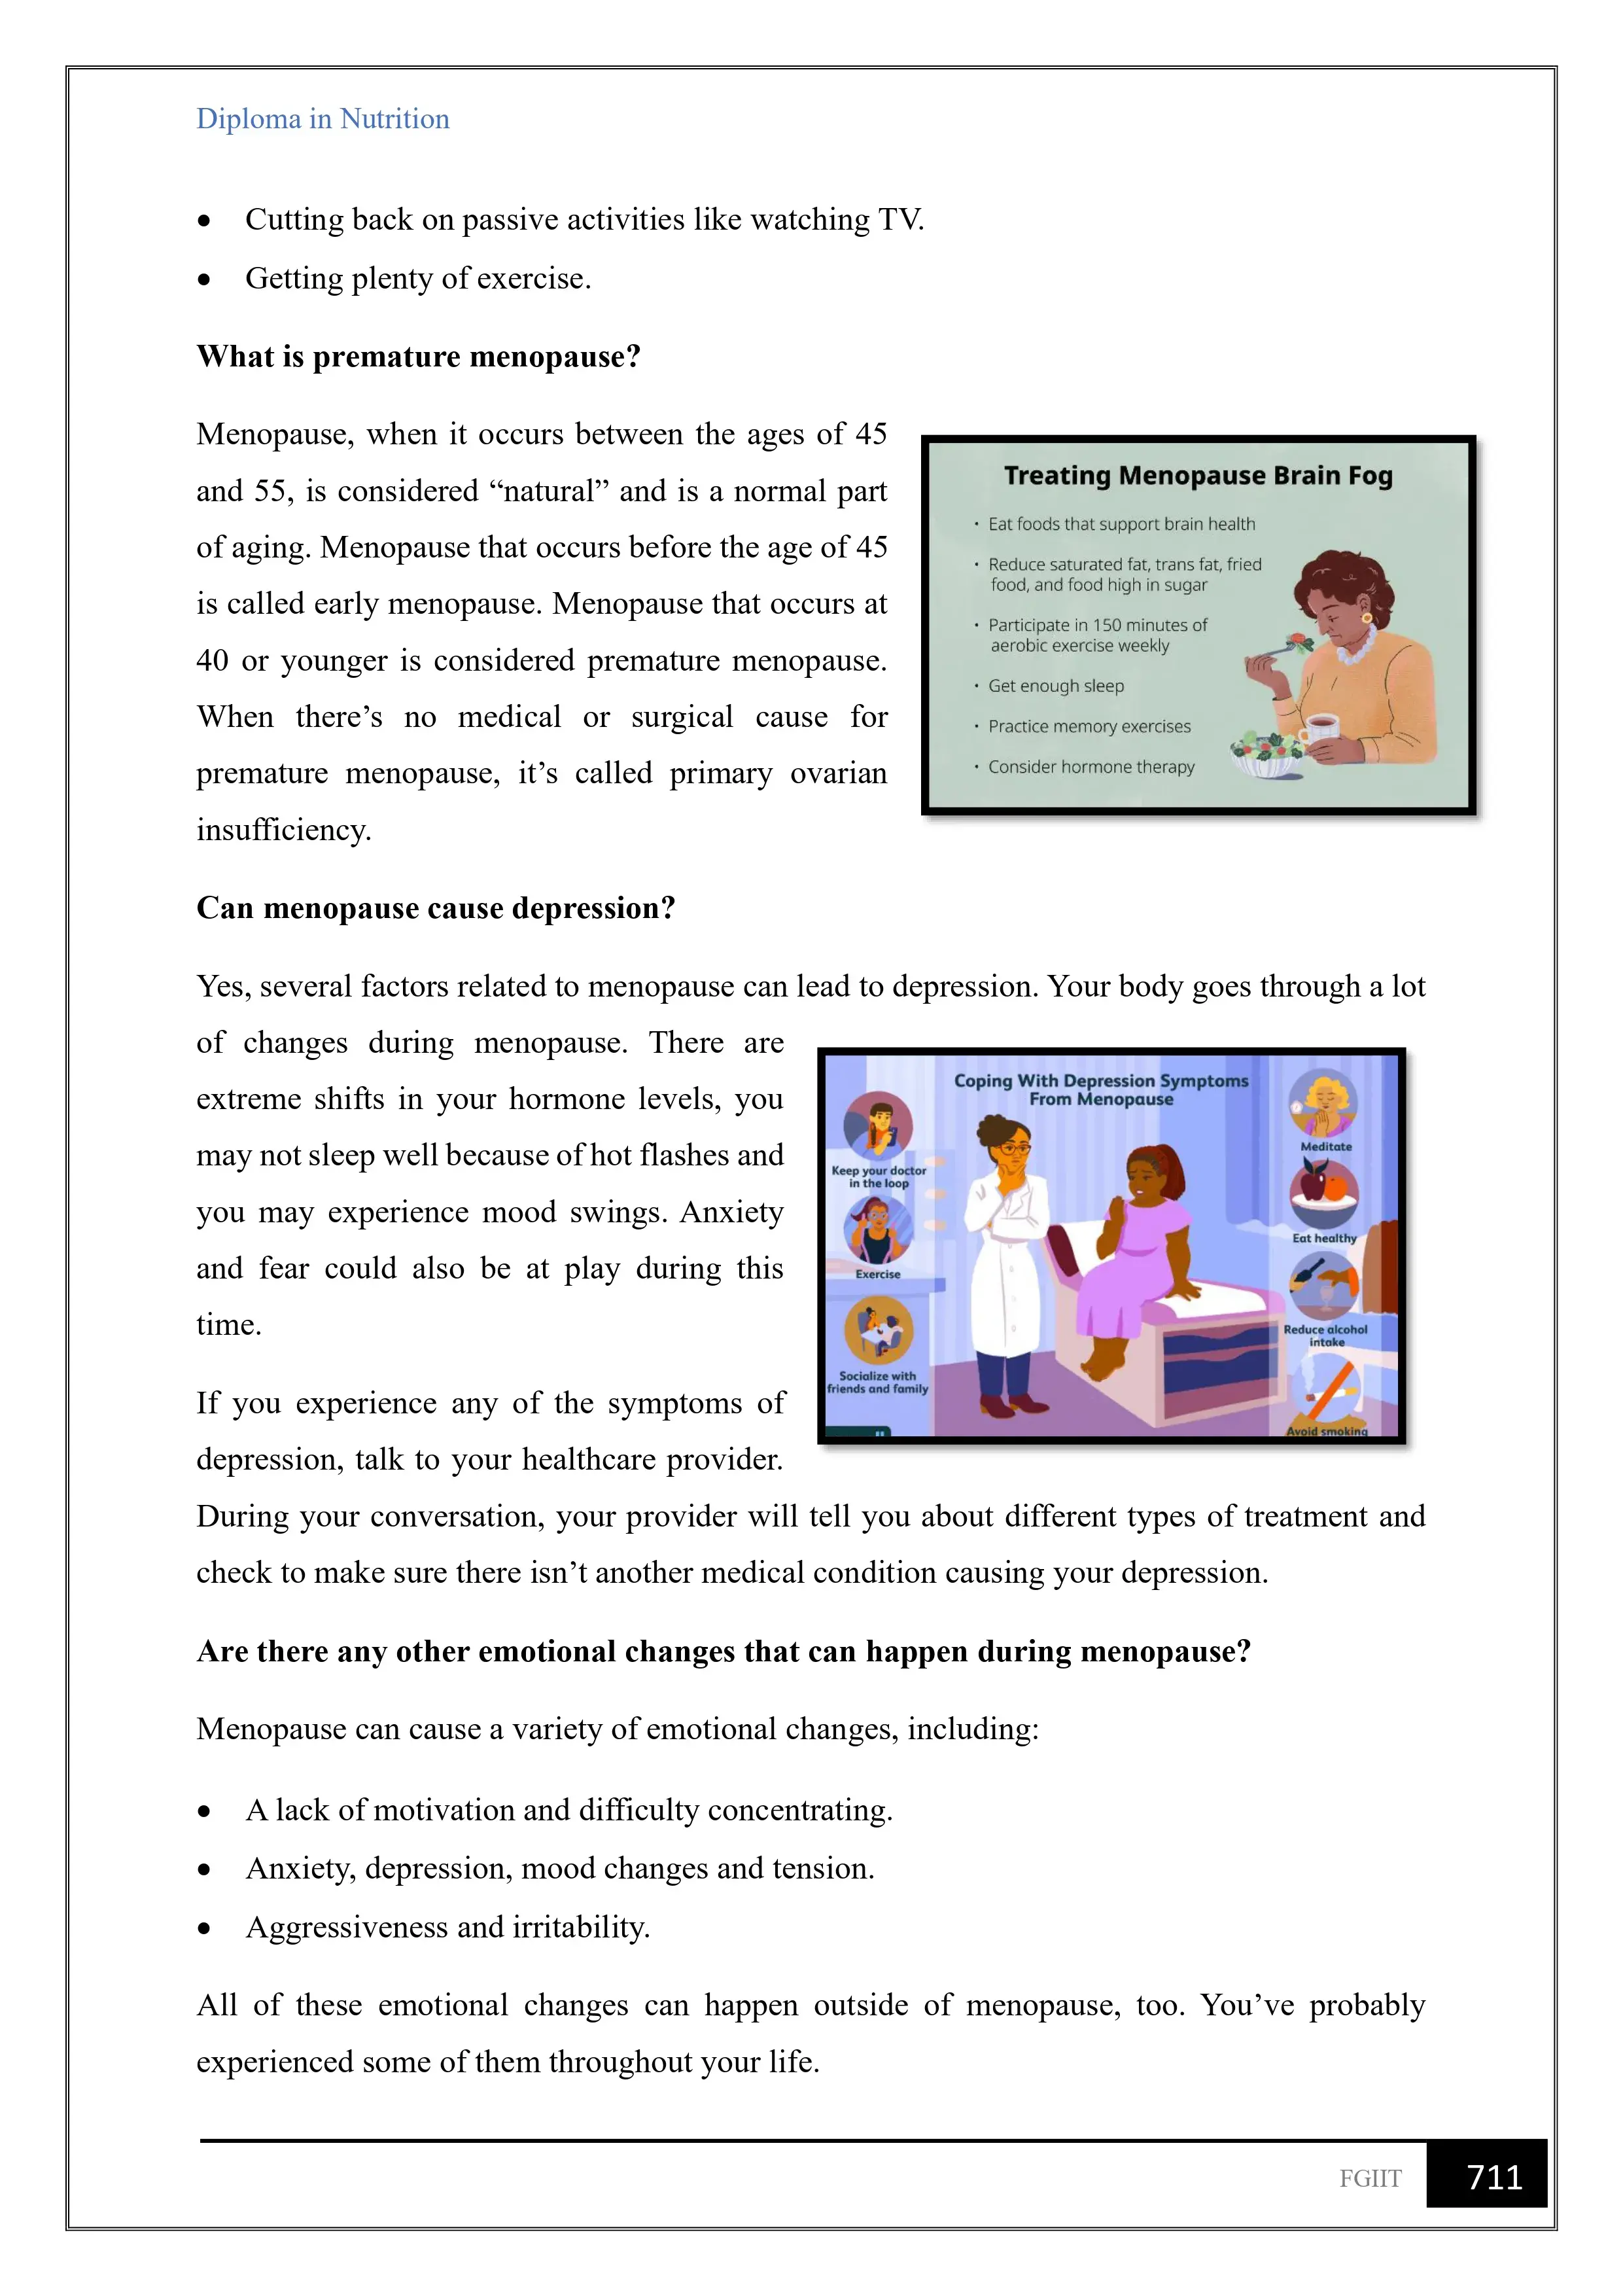 Diploma in Nutrition
• Cutting back on passive activities like watching TV.
• Getting plenty of exercise.
What is premature menopause?
Menopause, when it occurs between the ages of 45
and 55, is considered “natural” and is a normal part
of aging. Menopause that occurs before the age of 45
is called early menopause. Menopause that occurs at
40 or younger is considered premature menopause.
When there’s no medical or surgical cause for
premature menopause, it’s called primary ovarian
insufficiency.
Treating Menopause Brain Fog
• Eat foods that support brain health
• Reduce saturated fat, trans fat, fried
food, and food high in sugar
• Participate in 150 minutes of
aerobic exercise weekly
• Get enough sleep
• Practice memory exercises
• Consider hormone therapy
Can menopause cause depression?
Yes, several factors related to menopause can lead to depression. Your body goes through a lot
of changes during menopause. There are
extreme shifts in your hormone levels, you
may not sleep well because of hot flashes and
you may experience mood swings. Anxiety
and fear could also be at play during this
time.
Coping With Depression Symptoms
From Menopause
Keep your doctor
in the loop
Exercise
Socialize with
friends and family
Meditate
Eat healthy
Reduce alcohol
intake
Avoid smoking
If you experience any of the symptoms of
depression, talk to your healthcare provider.
During your conversation, your provider will tell you about different types of treatment and
check to make sure there isn’t another medical condition causing your depression.
Are there any other emotional changes that can happen during menopause?
Menopause can cause a variety of emotional changes, including:
• A lack of motivation and difficulty concentrating.
• Anxiety, depression, mood changes and tension.
• Aggressiveness and irritability.
All of these emotional changes can happen outside of menopause, too. You’ve probably
experienced some of them throughout your life.
FGIIT 711